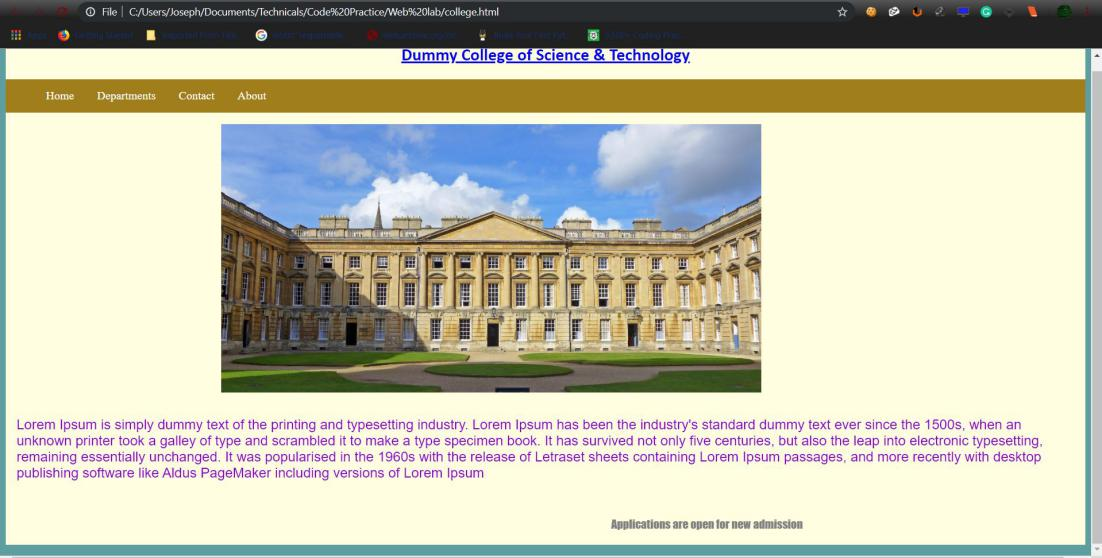 File | C:/Users/Joseph/Documents/Technicals/Code%20Practice/Web%20lab/college.html
Apps Getting Started Imported From Fire...
Dummy College of Science & Technology
Home Departments Contact About
Lorem Ipsum is simply dummy text of the printing and typesetting industry. Lorem Ipsum has been the industry's standard dummy text ever since the 1500s, when an
unknown printer took a galley of type and scrambled it to make a type specimen book. It has survived not only five centuries, but also the leap into electronic typesetting,
remaining essentially unchanged. It was popularised in the 1960s with the release of Letraset sheets containing Lorem Ipsum passages, and more recently with desktop
publishing software like Aldus PageMaker including versions of Lorem Ipsum
Applications are open for new admission